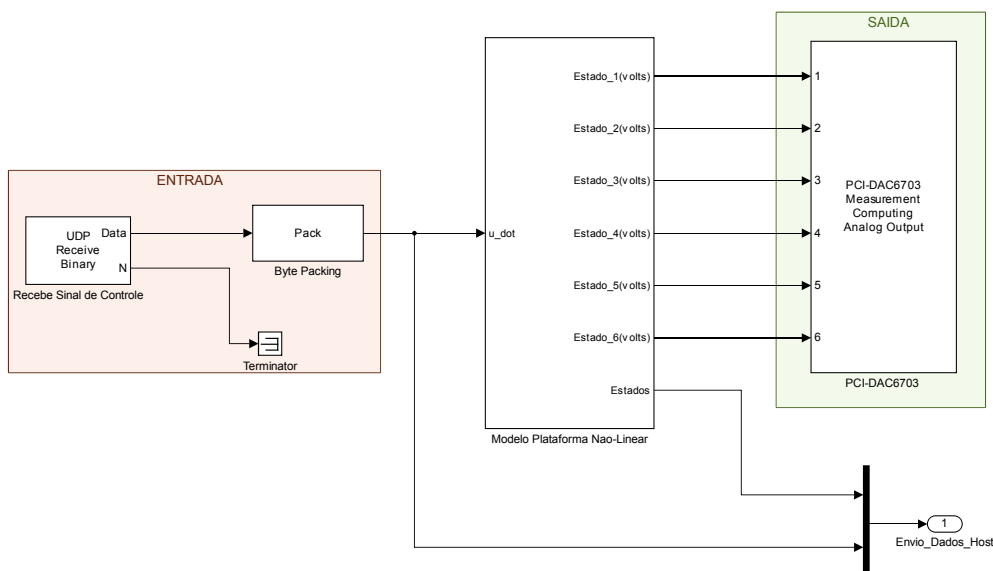 SAIDA
Estado_1(volts)
1
Estado_2(volts)
2
Estado_3(volts)
3
PCI-DAC6703
Measurement
Computing
Analog Output
Estado_4(volts)
4
Estado_5(volts)
5
Estado_6(volts)
6
PCI-DAC6703
ENTRADA
UDP
Receive
Binary
Data
N
Recebe Sinal de Controle
Pack
Byte Packing
Terminator
u_dot
Estados
Modelo Plataforma Nao-Linear
1
Envio_Dados_Host